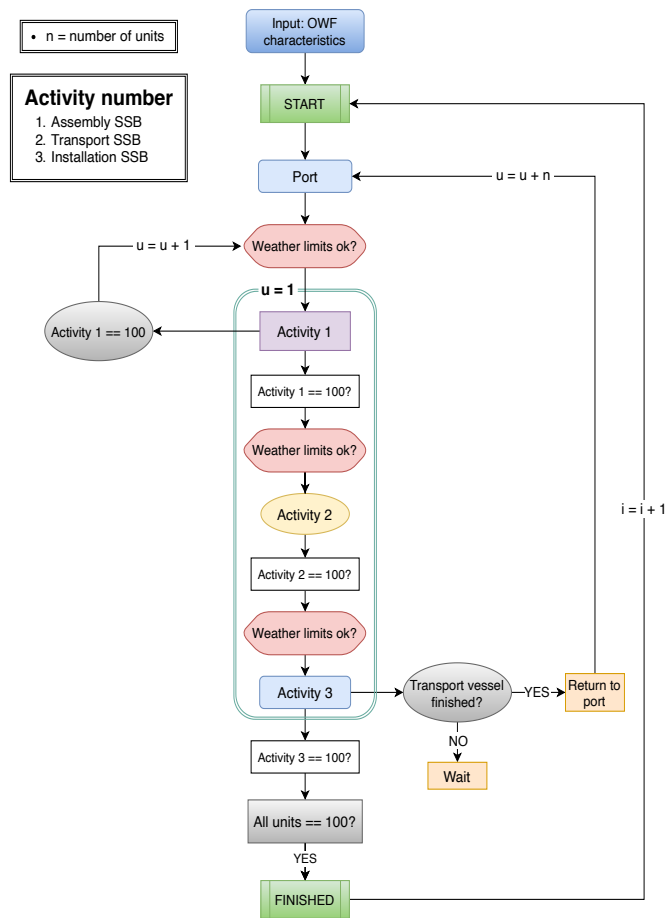 • n = number of units
Input: OWF
characteristics
Activity number
1. Assembly SSB
2. Transport SSB
3. Installation SSB
START
Port
u = u + n
u = u + 1
Weather limits ok?
u = 1
Activity 1 == 100
Activity 1
Activity 1 == 100?
Weather limits ok?
Activity 2
i = i + 1
Activity 2 == 100?
Weather limits ok?
Activity 3
Transport vessel
finished?
YES
Return to
port
NO
Activity 3 == 100?
Wait
All units == 100?
YES
FINISHED